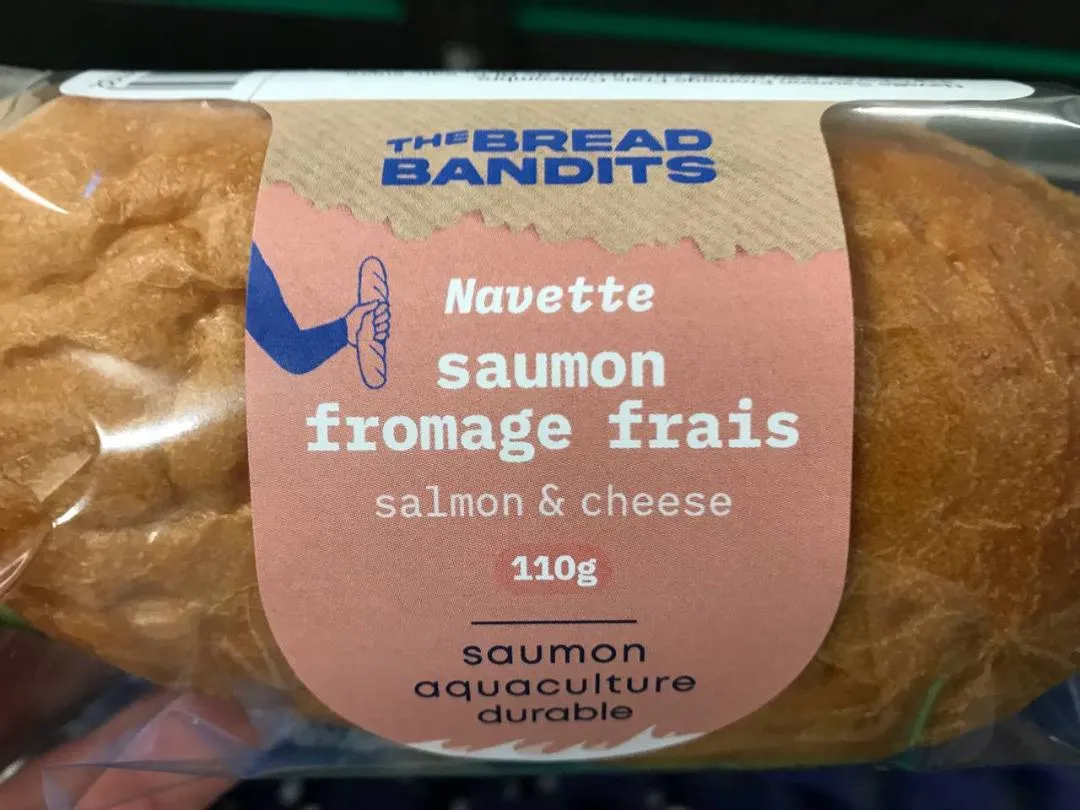 THE BREAD
BANDITS
Navette
saumon
fromage frais
salmon & cheese
110g
saumon
aquaculture
durable